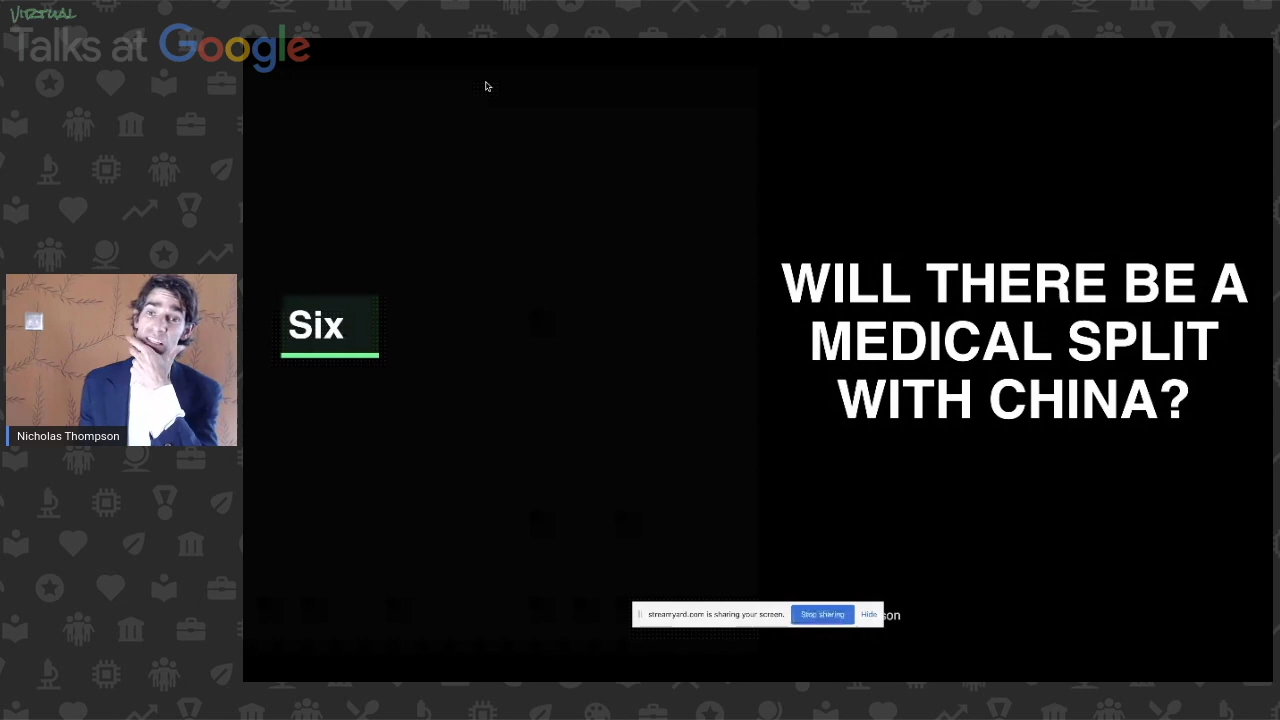 VIRTUAL
Talks at Google
Six
WILL THERE BE A
MEDICAL SPLIT
WITH CHINA?
Nicholas Thompson
streamyard.com is sharing your screen. Stop sharing Hide
son